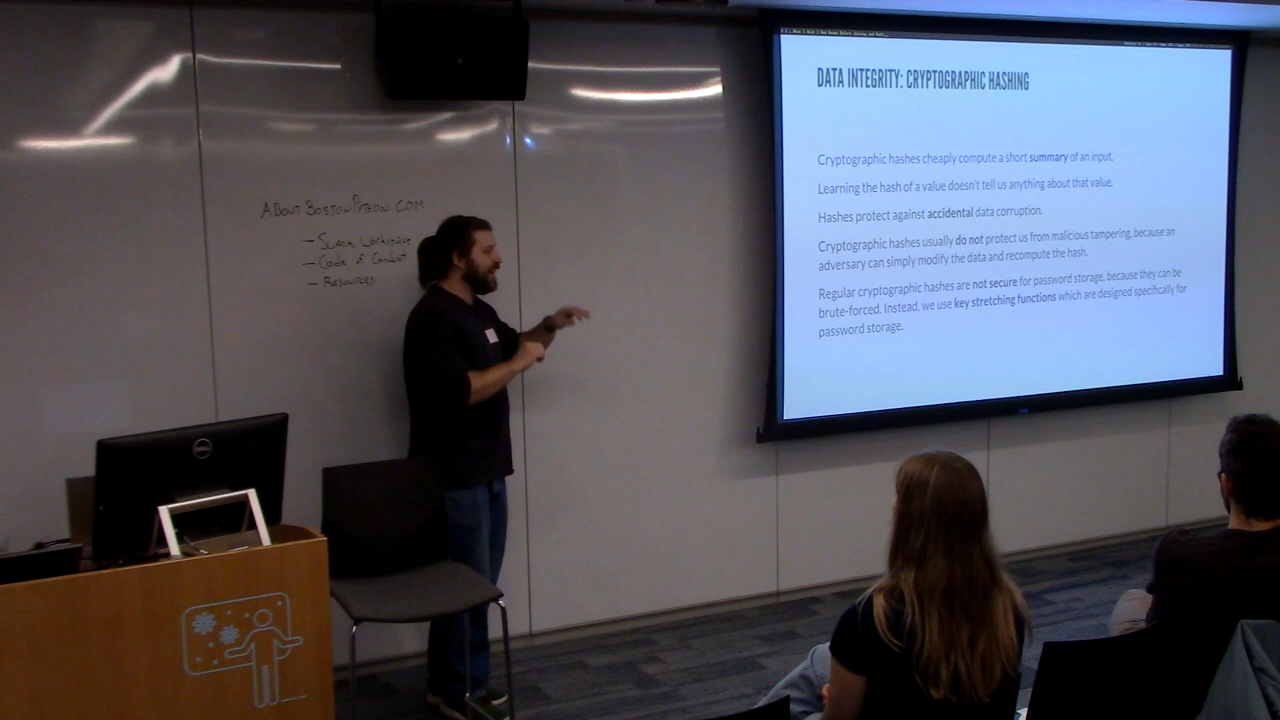 DATA INTEGRITY: CRYPTOGRAPHIC HASHING
Cryptographic hashes cheaply compute a short summary of an input.
Learning the hash of a value doesn't tell us anything about that value.
Hashes protect against accidental data corruption.
Cryptographic hashes usually do not protect us from malicious tampering, because an
adversary can simply modify the data and recompute the hash.
Regular cryptographic hashes are not secure for password storage, because they can be
brute-forced. Instead, we use key stretching functions which are designed specifically for
password storage.
ABOUTBOSTONPYTHON.COM
- SLACK WORKSPACE
- CODE OF CONDUCT
- RESOURCES
DELL